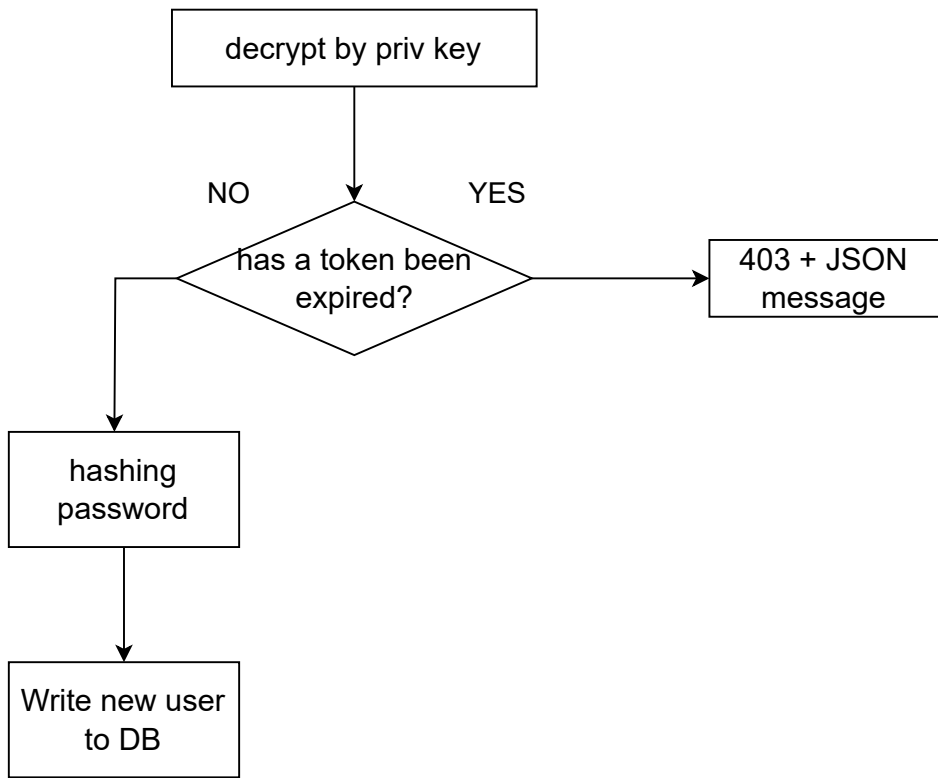 decrypt by priv key
NO
YES
has a token been
expired?
403 + JSON
message
hashing
password
Write new user
to DB